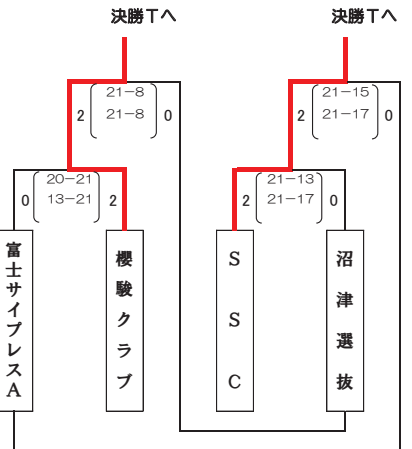 決勝Tへ 決勝Tへ
21-8 21-15
2 21-8 0 2 21-17 0
20-21 21-13
0 13-21 2 2 21-17 0
富士サイプレスA
櫻駿クラブ
SSC
沼津選抜